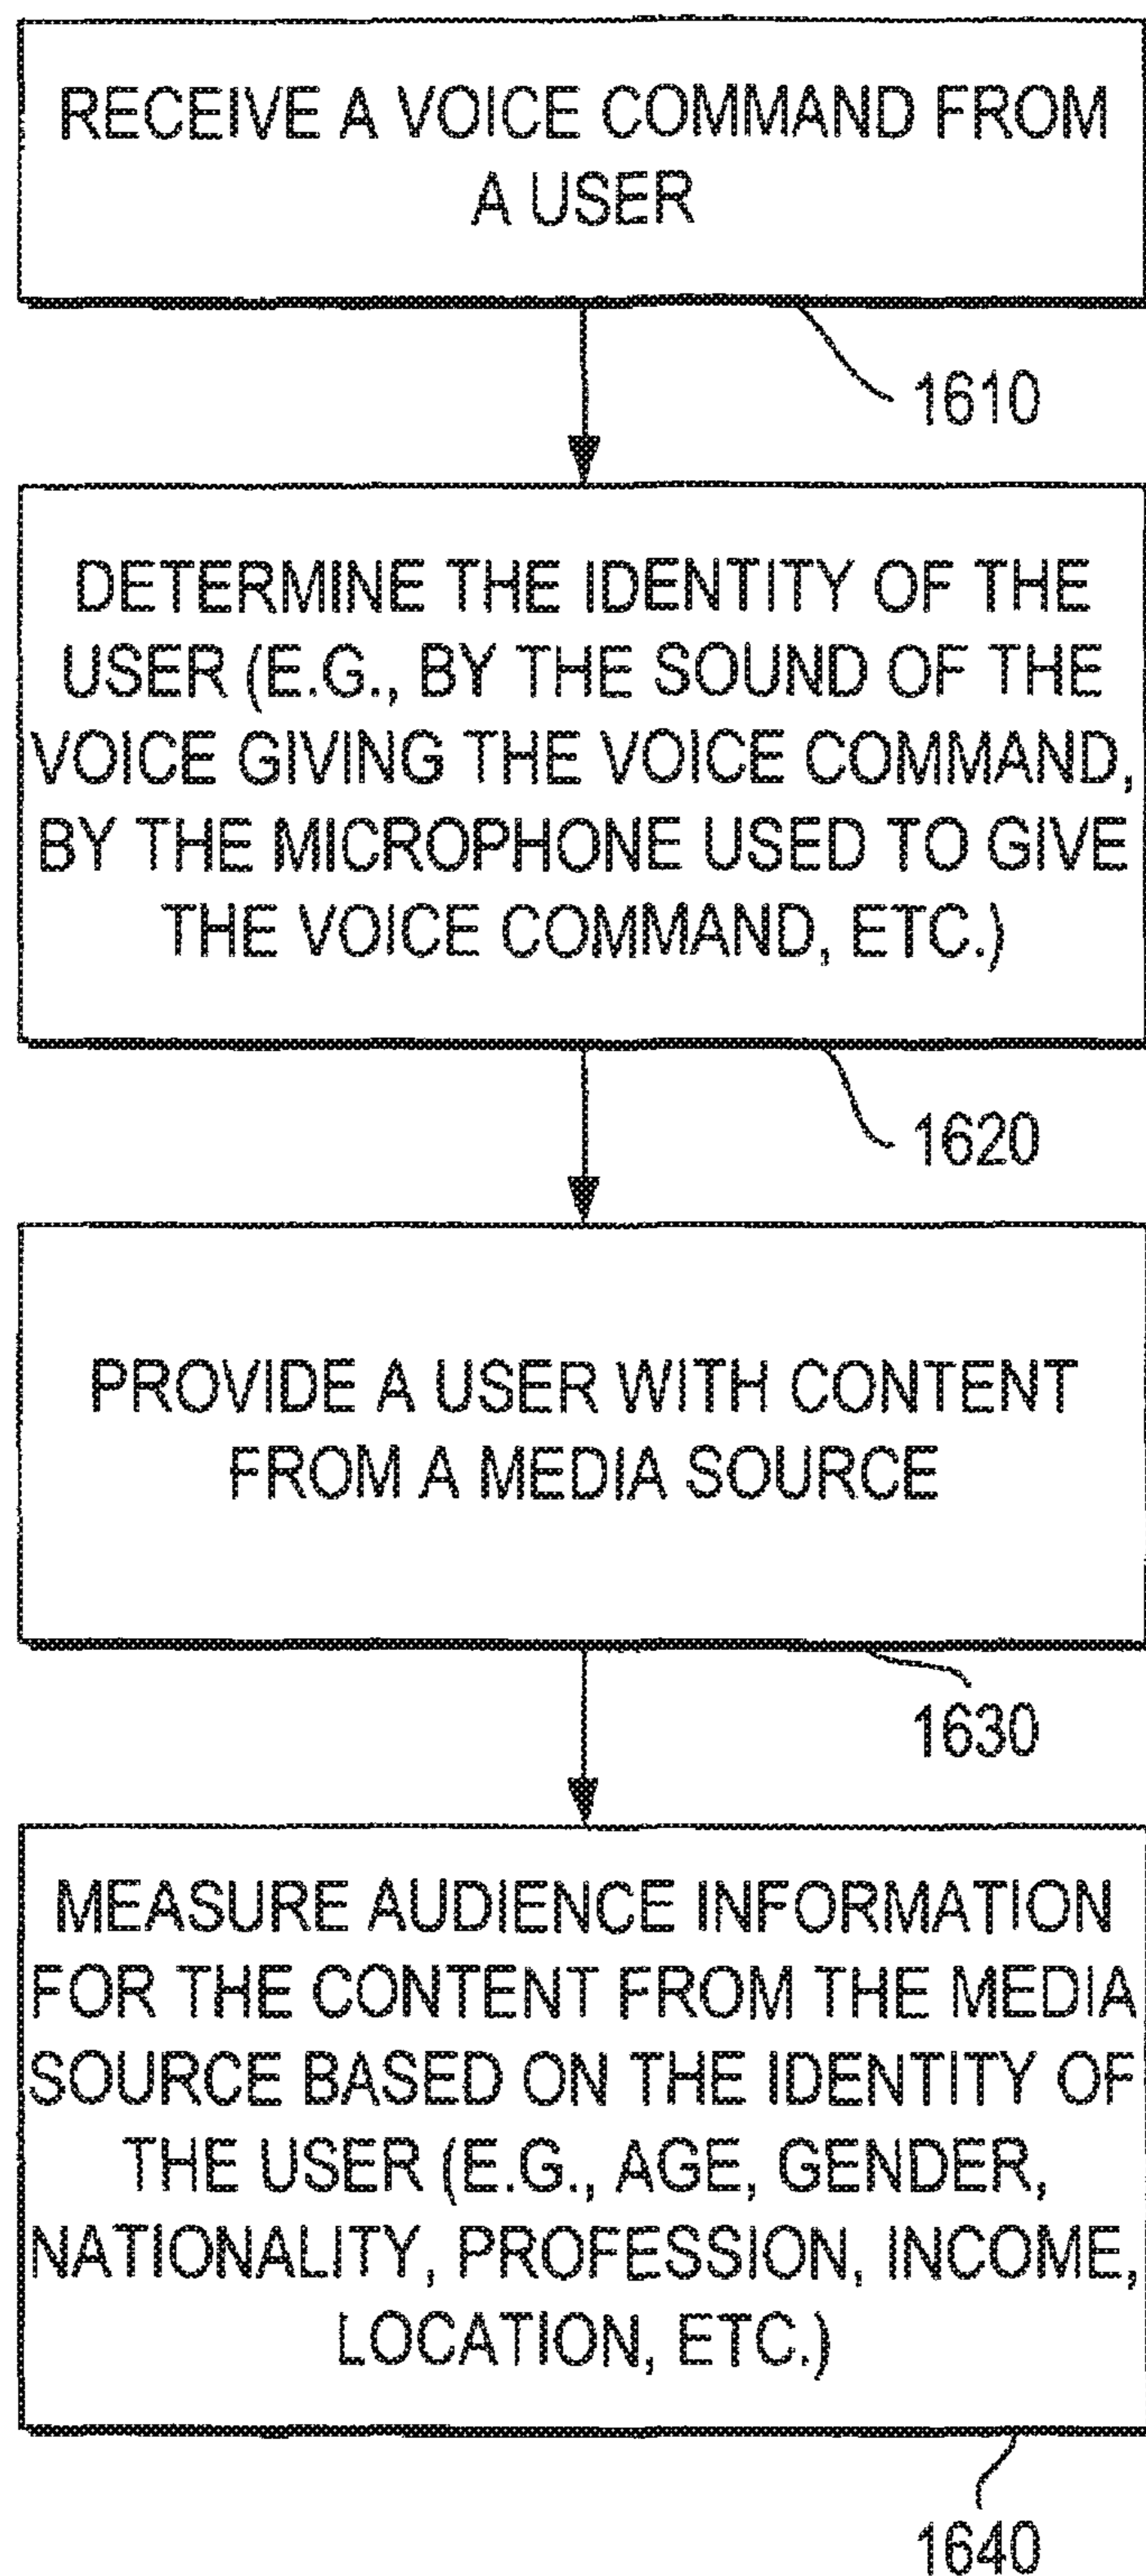 RECEIVE A VOICE COMMAND FROM
A USER
1610
DETERMINE THE IDENTITY OF THE
USER (E.G., BY THE SOUND OF THE
VOICE GIVING THE VOICE COMMAND,
BY THE MICROPHONE USED TO GIVE
THE VOICE COMMAND, ETC.)
1620
PROVIDE A USER WITH CONTENT
FROM A MEDIA SOURCE
1630
MEASURE AUDIENCE INFORMATION
FOR THE CONTENT FROM THE MEDIA
SOURCE BASED ON THE IDENTITY OF
THE USER (E.G., AGE, GENDER,
NATIONALITY, PROFESSION, INCOME,
LOCATION, ETC.)
1640